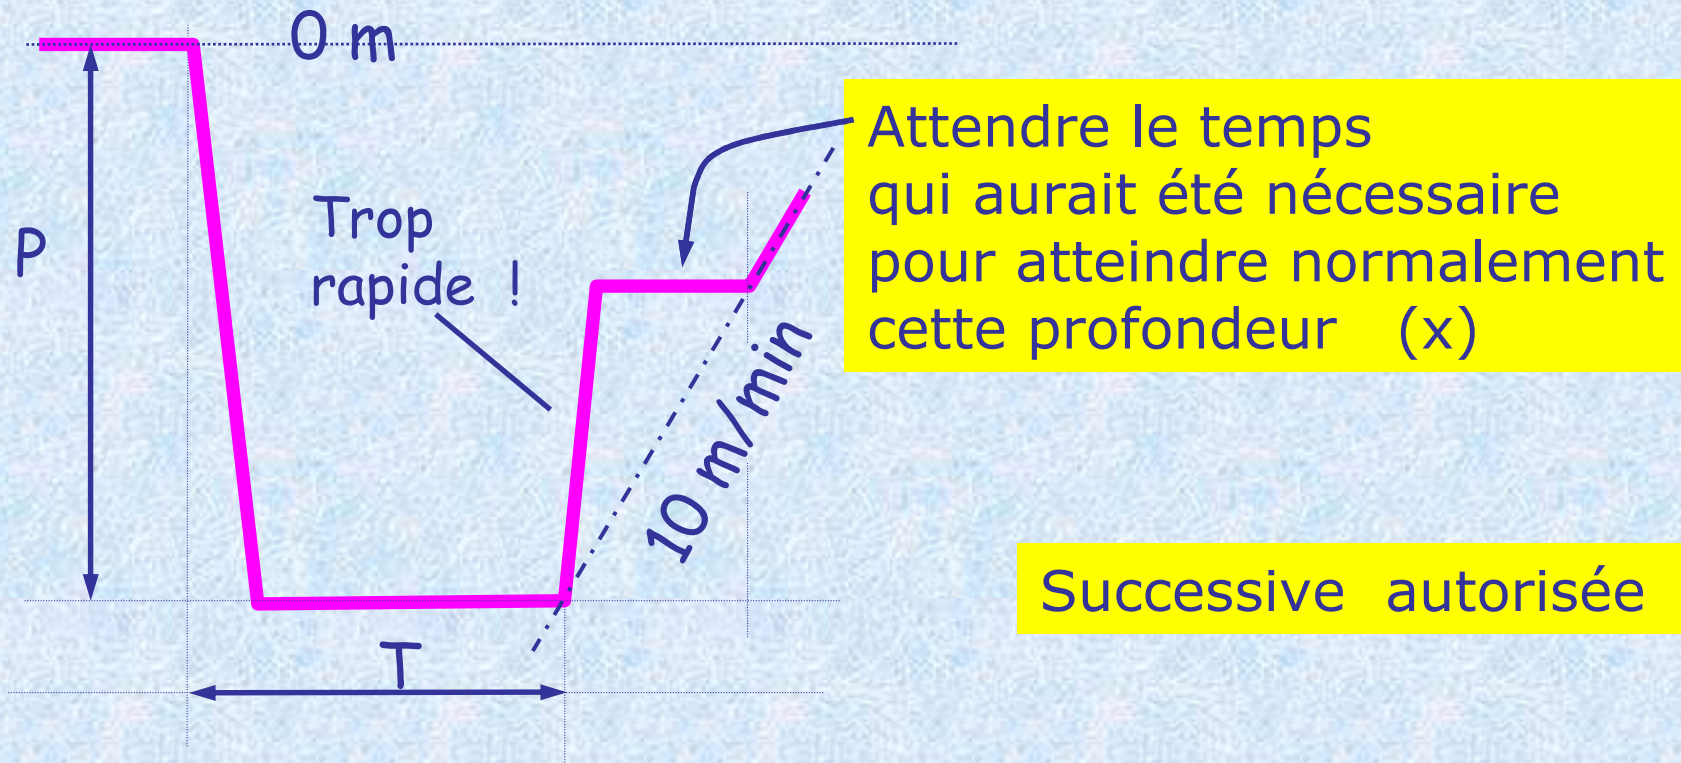 0 m
Attendre le temps
qui aurait été nécessaire
pour atteindre normalement
cette profondeur (x)
Trop
rapide !
P
10 m/min
Successive autorisée
T